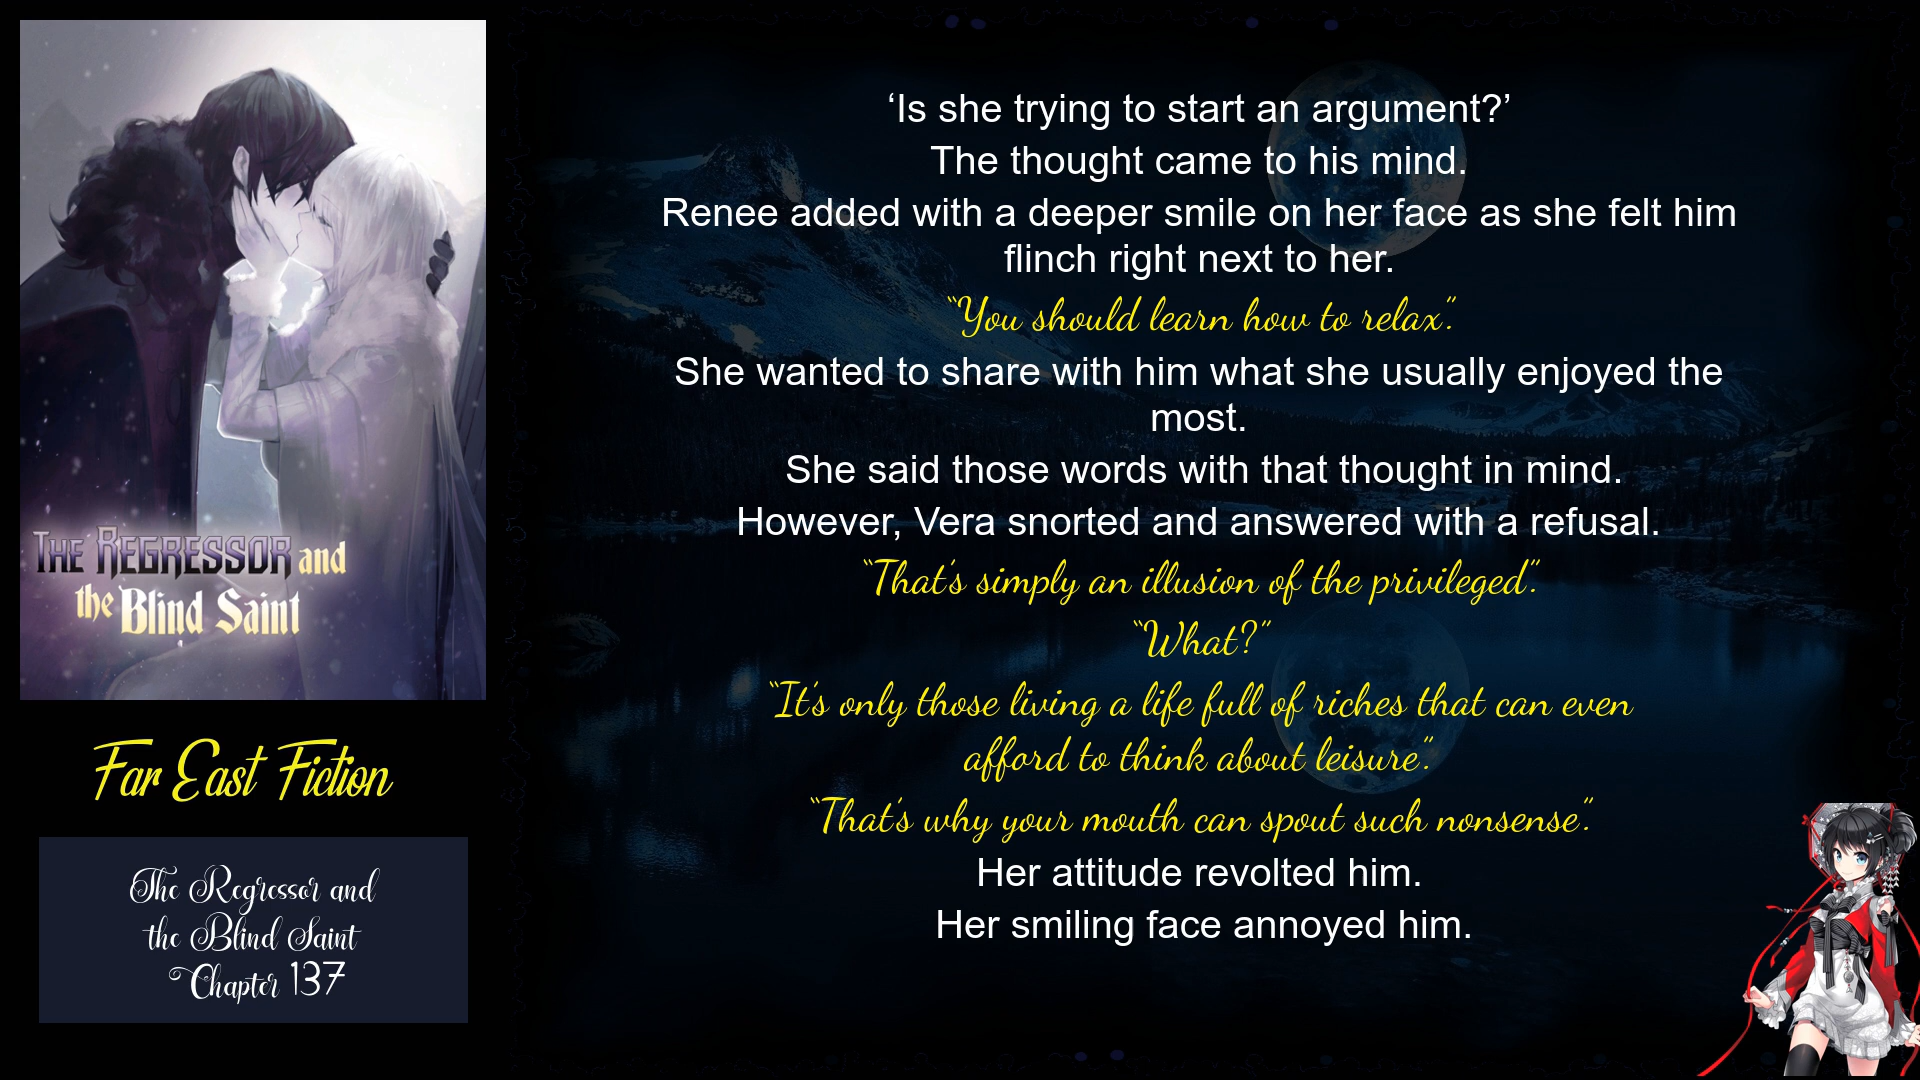 THE REGRESSOR and
the Blind Saint
Far East Fiction
The Regressor and
the Blind Saint
Chapter 137
‘Is she trying to start an argument?’
The thought came to his mind.
Renee added with a deeper smile on her face as she felt him
flinch right next to her.
“You should learn how to relax”.
She wanted to share with him what she usually enjoyed the
most.
She said those words with that thought in mind.
However, Vera snorted and answered with a refusal.
“That’s simply an illusion of the privileged”.
“What?”
“It’s only those living a life full of riches that can even
afford to think about leisure”.
“That’s why your mouth can spout such nonsense”.
Her attitude revolted him.
Her smiling face annoyed him.